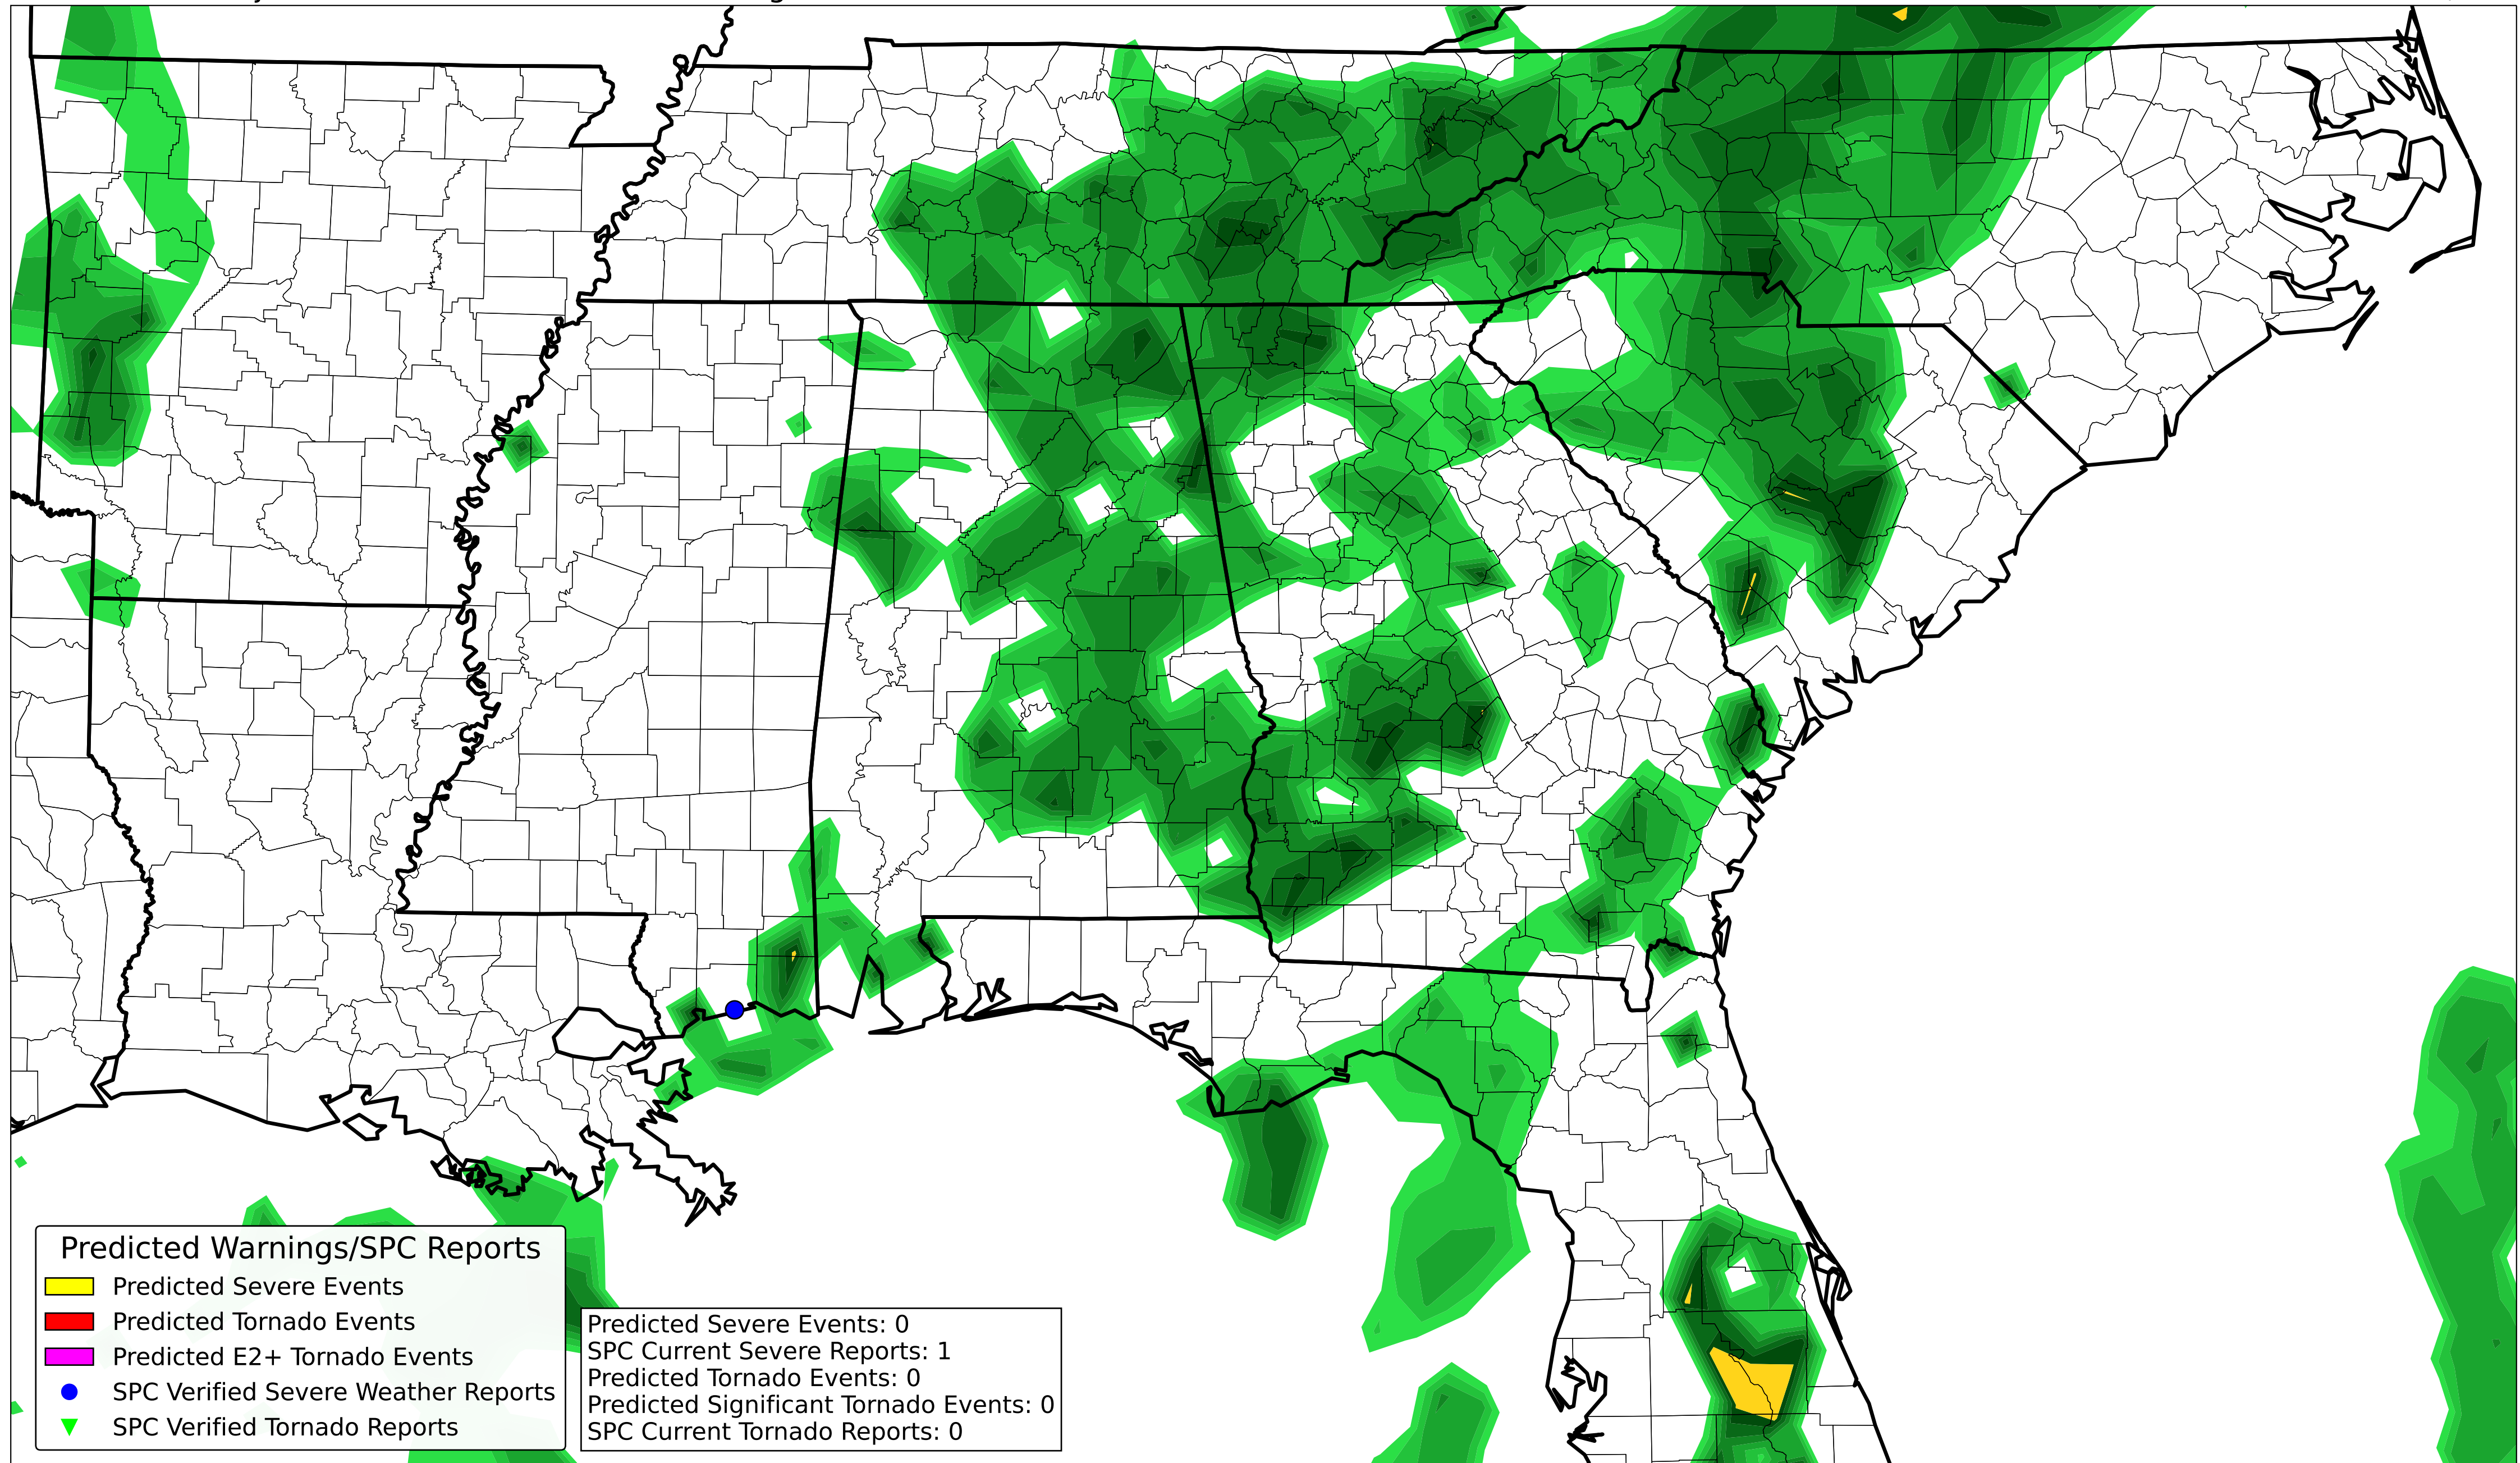 Predicted Warnings/SPC Reports
Predicted Severe Events
Predicted Tornado Events
Predicted E2+ Tornado Events
SPC Verified Severe Weather Reports
SPC Verified Tornado Reports
Predicted Severe Events: 0
SPC Current Severe Reports: 1
Predicted Tornado Events: 0
Predicted Significant Tornado Events: 0
SPC Current Tornado Reports: 0